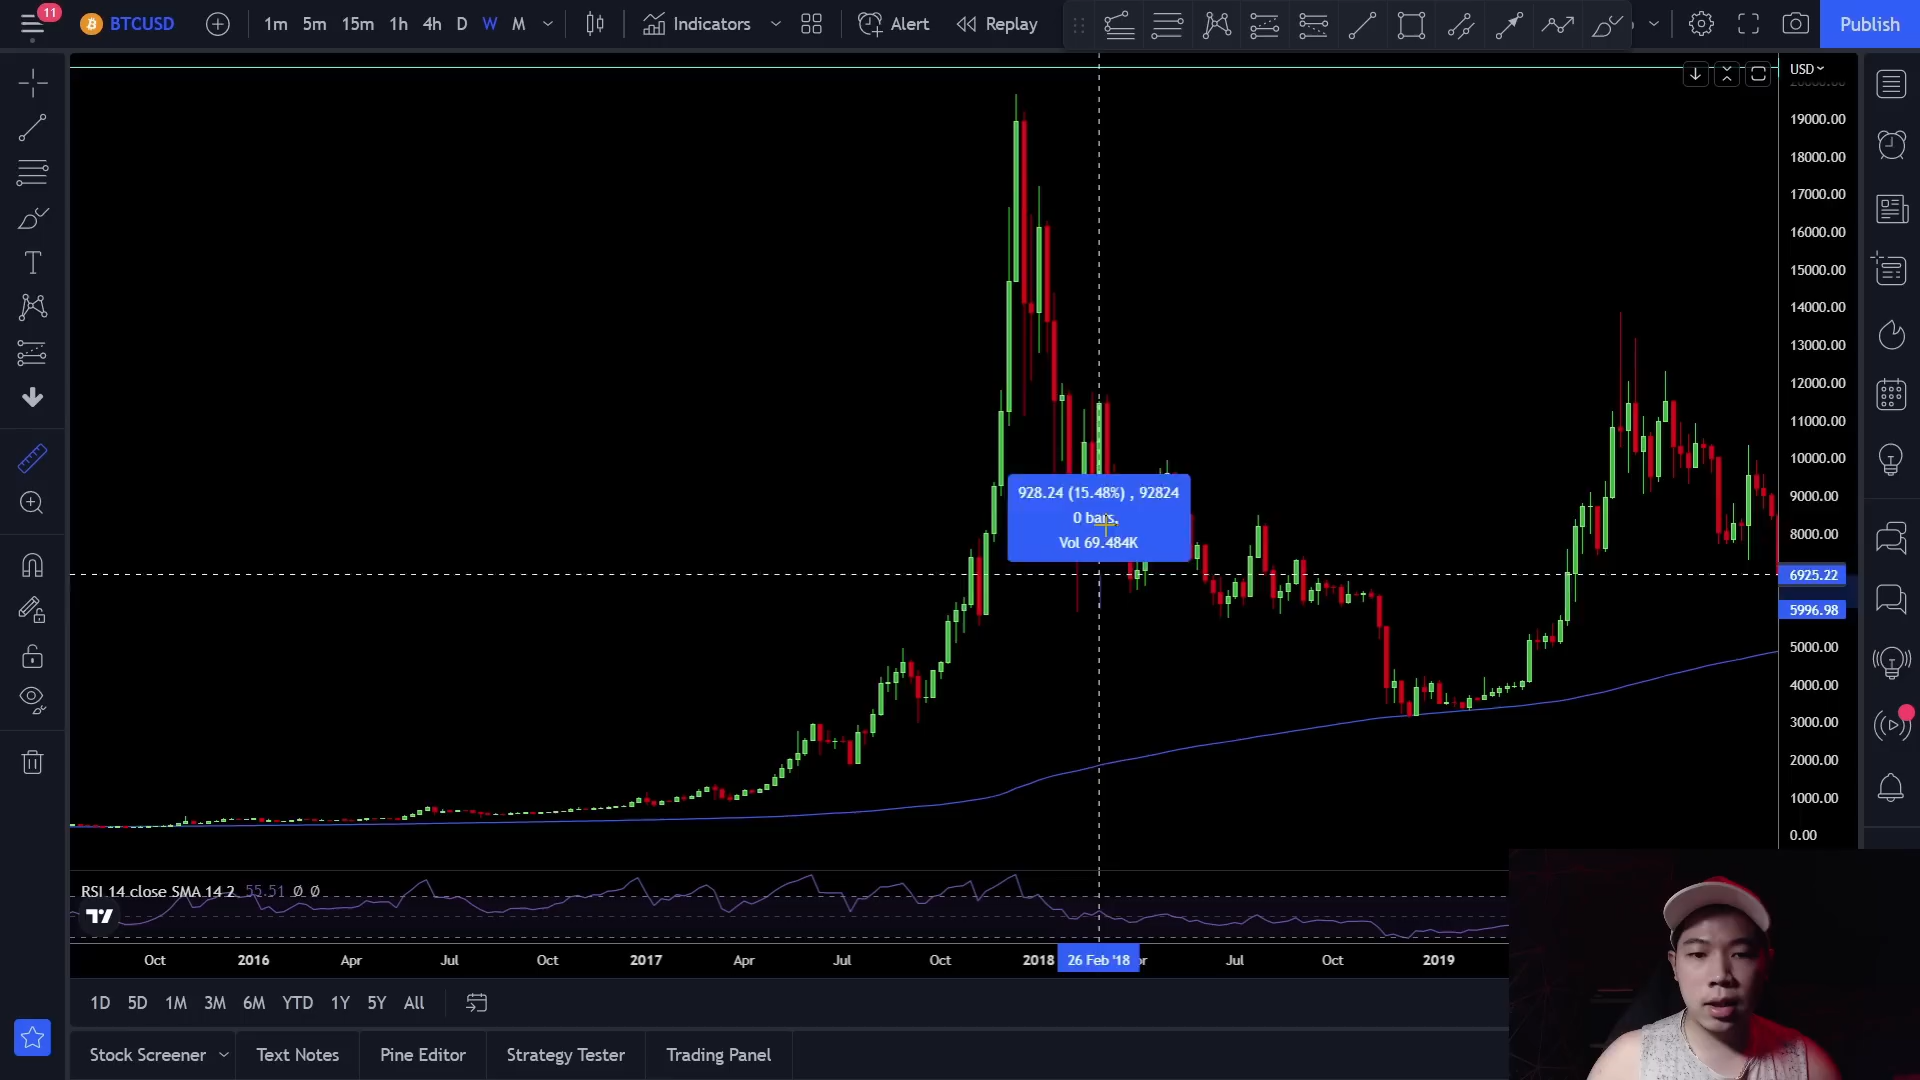 11
BTCUSD
1m 5m 15m 1h 4h D W M
Indicators
Alert
Replay
Publish
USD
20000.00
19000.00
18000.00
17000.00
16000.00
15000.00
14000.00
13000.00
12000.00
11000.00
10000.00
9000.00
8000.00
6925.22
5996.98
5000.00
4000.00
3000.00
2000.00
1000.00
0.00
928.24 (15.48%) , 92824
0 bars,
Vol 69.484K
RSI 14 close SMA 14 2 55.51 Ø Ø
Oct 2016 Apr Jul Oct 2017 Apr Jul Oct 2018 26 Feb '18 Jul Oct 2019
1D 5D 1M 3M 6M YTD 1Y 5Y All
Stock Screener Text Notes Pine Editor Strategy Tester Trading Panel